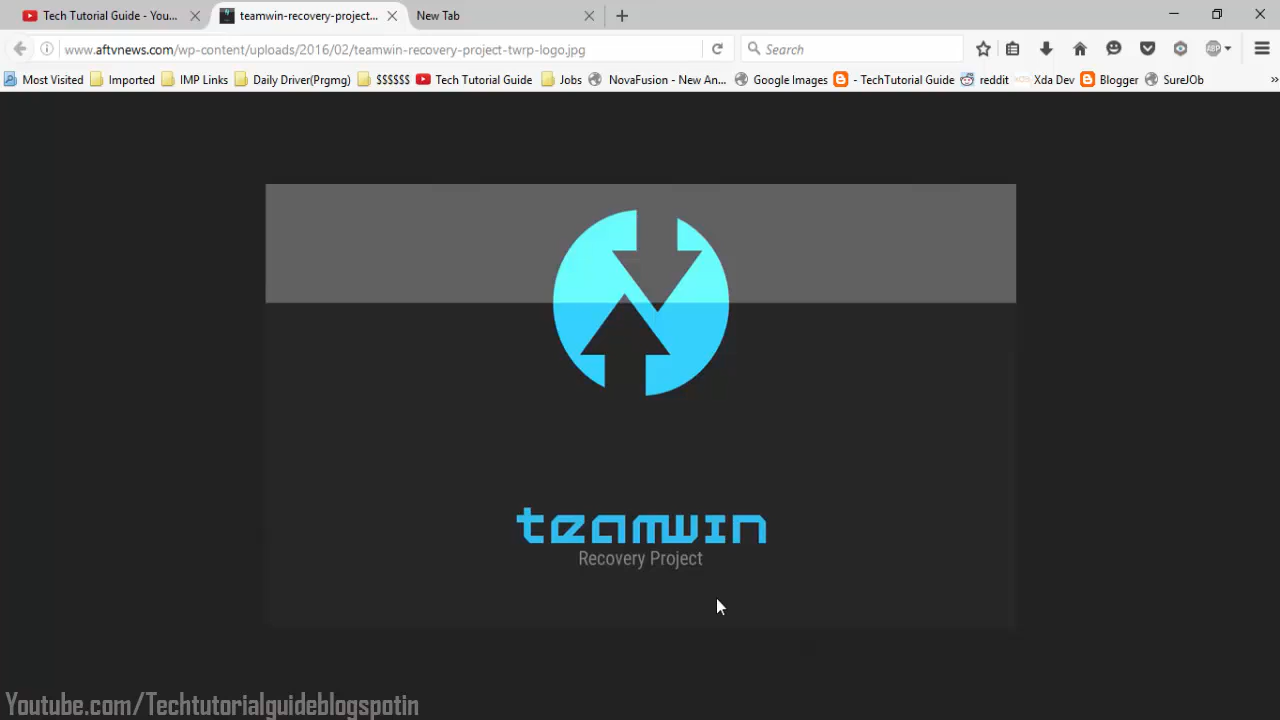 Tech Tutorial Guide - You...
teamwin-recovery-project...
New Tab
www.aftvnews.com/wp-content/uploads/2016/02/teamwin-recovery-project-twrp-logo.jpg
Search
ABP
Most Visited
Imported
IMP Links
Daily Driver(Prgmg)
$$$$$$
Tech Tutorial Guide
Jobs
NovaFusion - New An...
Google Images
- TechTutorial Guide
reddit
Xda Dev
Blogger
SureJOb
teamwin
Recovery Project
Youtube.com/Techtutorialguideblogspotin